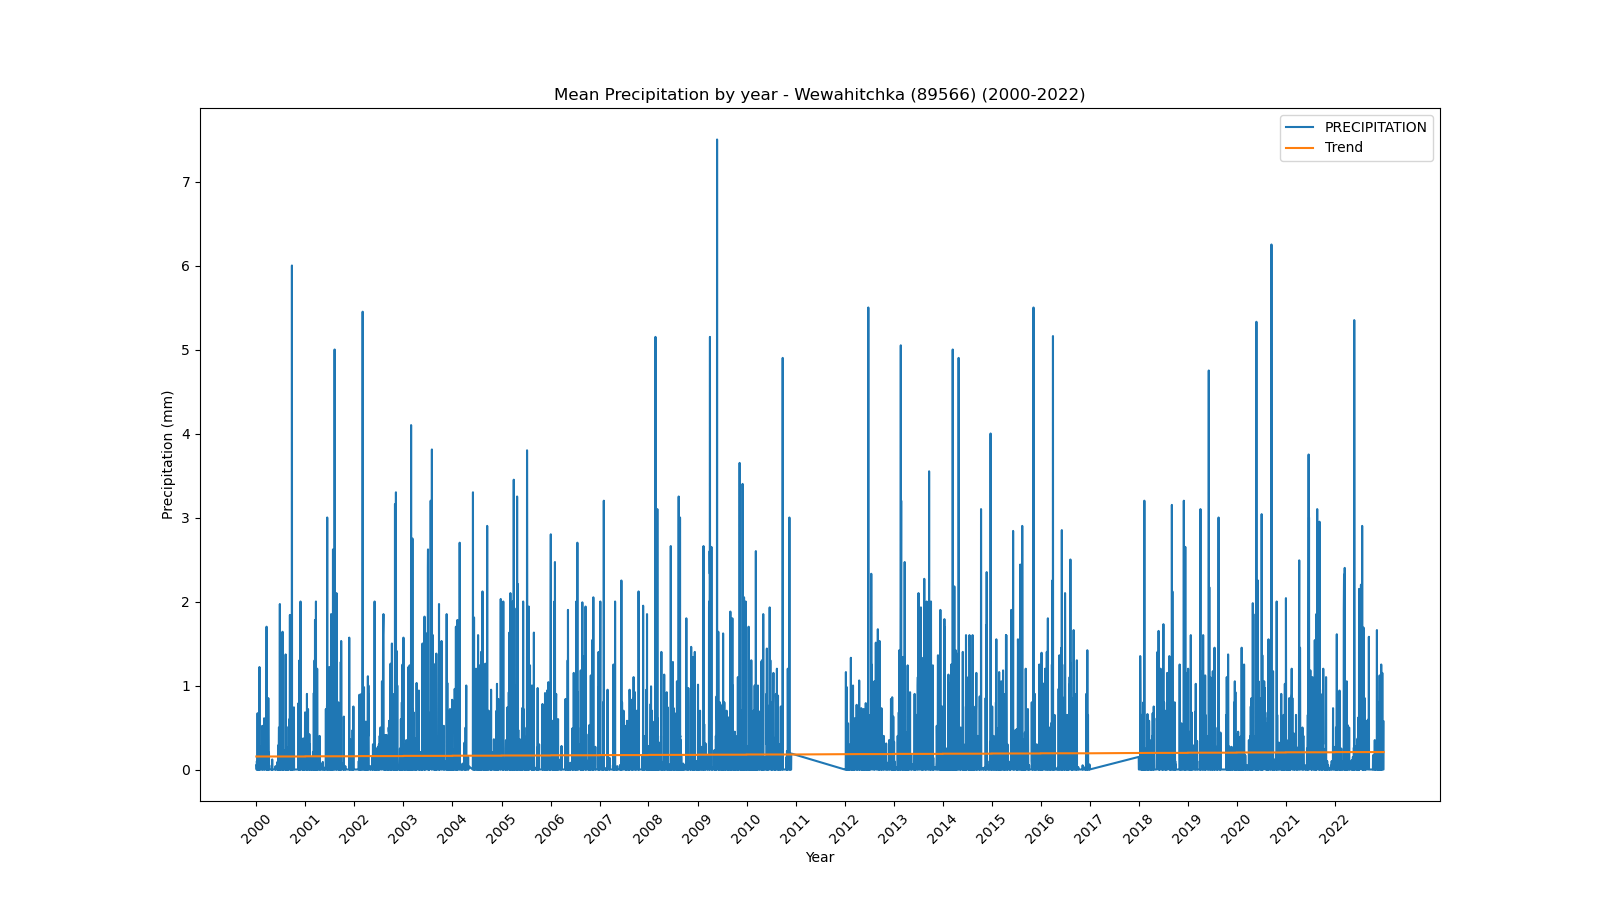 Mean Precipitation by year - Wewahitchka (89566) (2000-2022)
PRECIPITATION
Trend
7
6
5
4
3
2
1
0
Precipitation (mm)
2000 2001 2002 2003 2004 2005 2006 2007 2008 2009 2010 2011 2012 2013 2014 2015 2016 2017 2018 2019 2020 2021 2022
Year